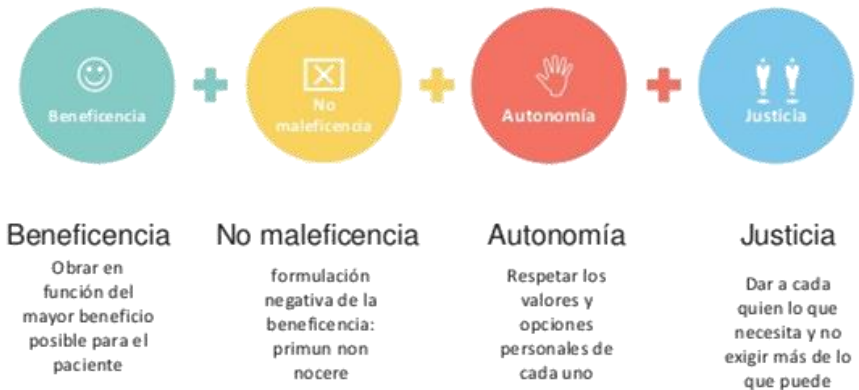 Beneficencia
No
maleficencia
Autonomía
Justicia
Beneficencia
Obrar en
función del
mayor beneficio
posible para el
paciente
No maleficencia
formulación
negativa de la
beneficencia:
primun non
nocere
Autonomía
Respetar los
valores y
opciones
personales de
cada uno
Justicia
Dar a cada
quien lo que
necesita y no
exigir más de lo
que puede